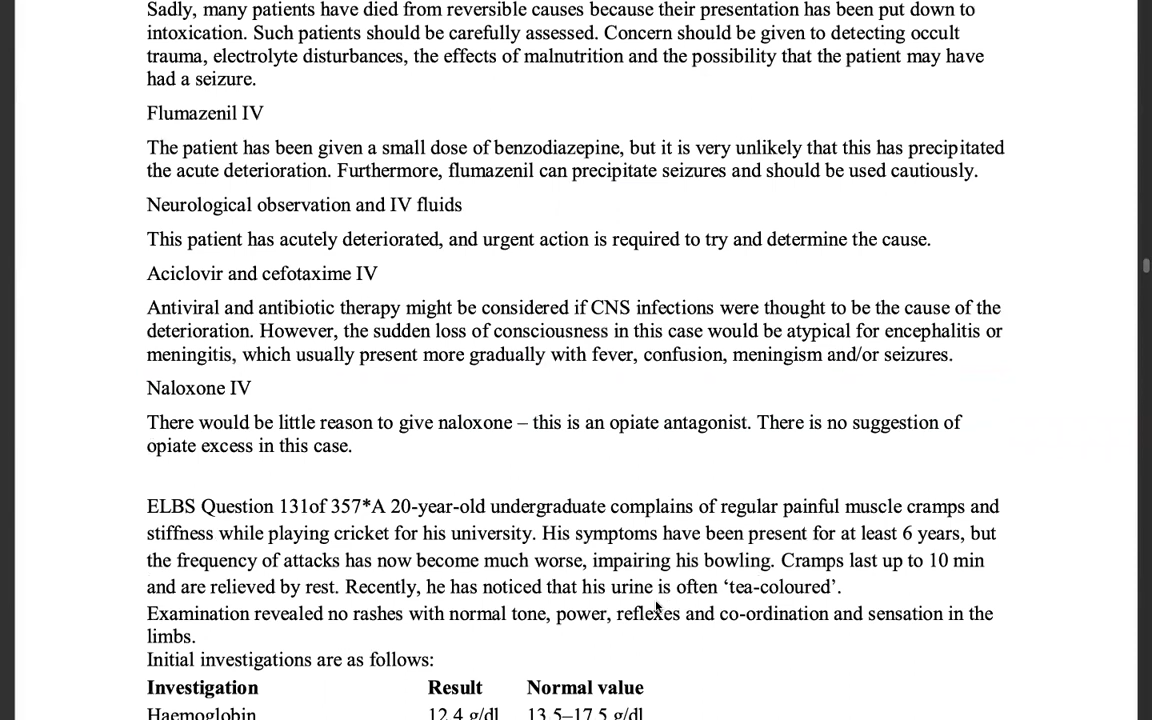 Sadly, many patients have died from reversible causes because their presentation has been put down to
intoxication. Such patients should be carefully assessed. Concern should be given to detecting occult
trauma, electrolyte disturbances, the effects of malnutrition and the possibility that the patient may have
had a seizure.
Flumazenil IV
The patient has been given a small dose of benzodiazepine, but it is very unlikely that this has precipitated
the acute deterioration. Furthermore, flumazenil can precipitate seizures and should be used cautiously.
Neurological observation and IV fluids
This patient has acutely deteriorated, and urgent action is required to try and determine the cause.
Aciclovir and cefotaxime IV
Antiviral and antibiotic therapy might be considered if CNS infections were thought to be the cause of the
deterioration. However, the sudden loss of consciousness in this case would be atypical for encephalitis or
meningitis, which usually present more gradually with fever, confusion, meningism and/or seizures.
Naloxone IV
There would be little reason to give naloxone – this is an opiate antagonist. There is no suggestion of
opiate excess in this case.
ELBS Question 131of 357*A 20-year-old undergraduate complains of regular painful muscle cramps and
stiffness while playing cricket for his university. His symptoms have been present for at least 6 years, but
the frequency of attacks has now become much worse, impairing his bowling. Cramps last up to 10 min
and are relieved by rest. Recently, he has noticed that his urine is often ‘tea-coloured’.
Examination revealed no rashes with normal tone, power, reflexes and co-ordination and sensation in the
limbs.
Initial investigations are as follows:
Investigation Result Normal value
Haemoglobin 12.4 g/dl 13.5–17.5 g/dl